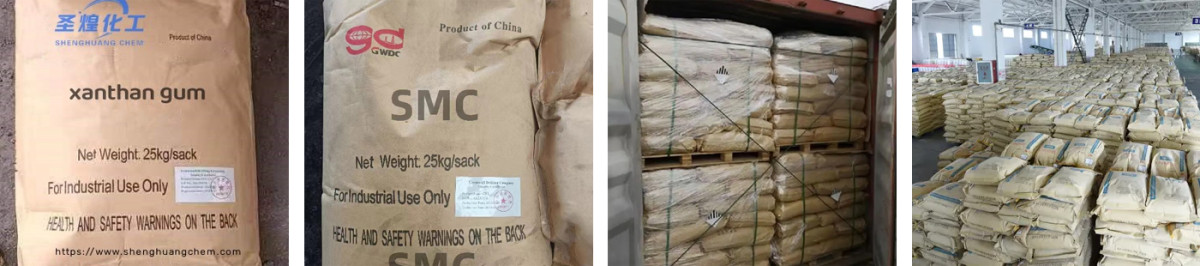 圣煌化工
SHENGHUANG CHEM
Product of China
xanthan gum
Net Weight: 25kg/sack
For Industrial Use Only
HEALTH AND SAFETY WARNINGS ON THE BACK
https://www.shenghuangchem.com
gd
GWDC
Product of China
SMC
Net Weight: 25kg/sack
For Industrial Use Only
HEALTH AND SAFETY WARNINGS ON THE BACK
SMC